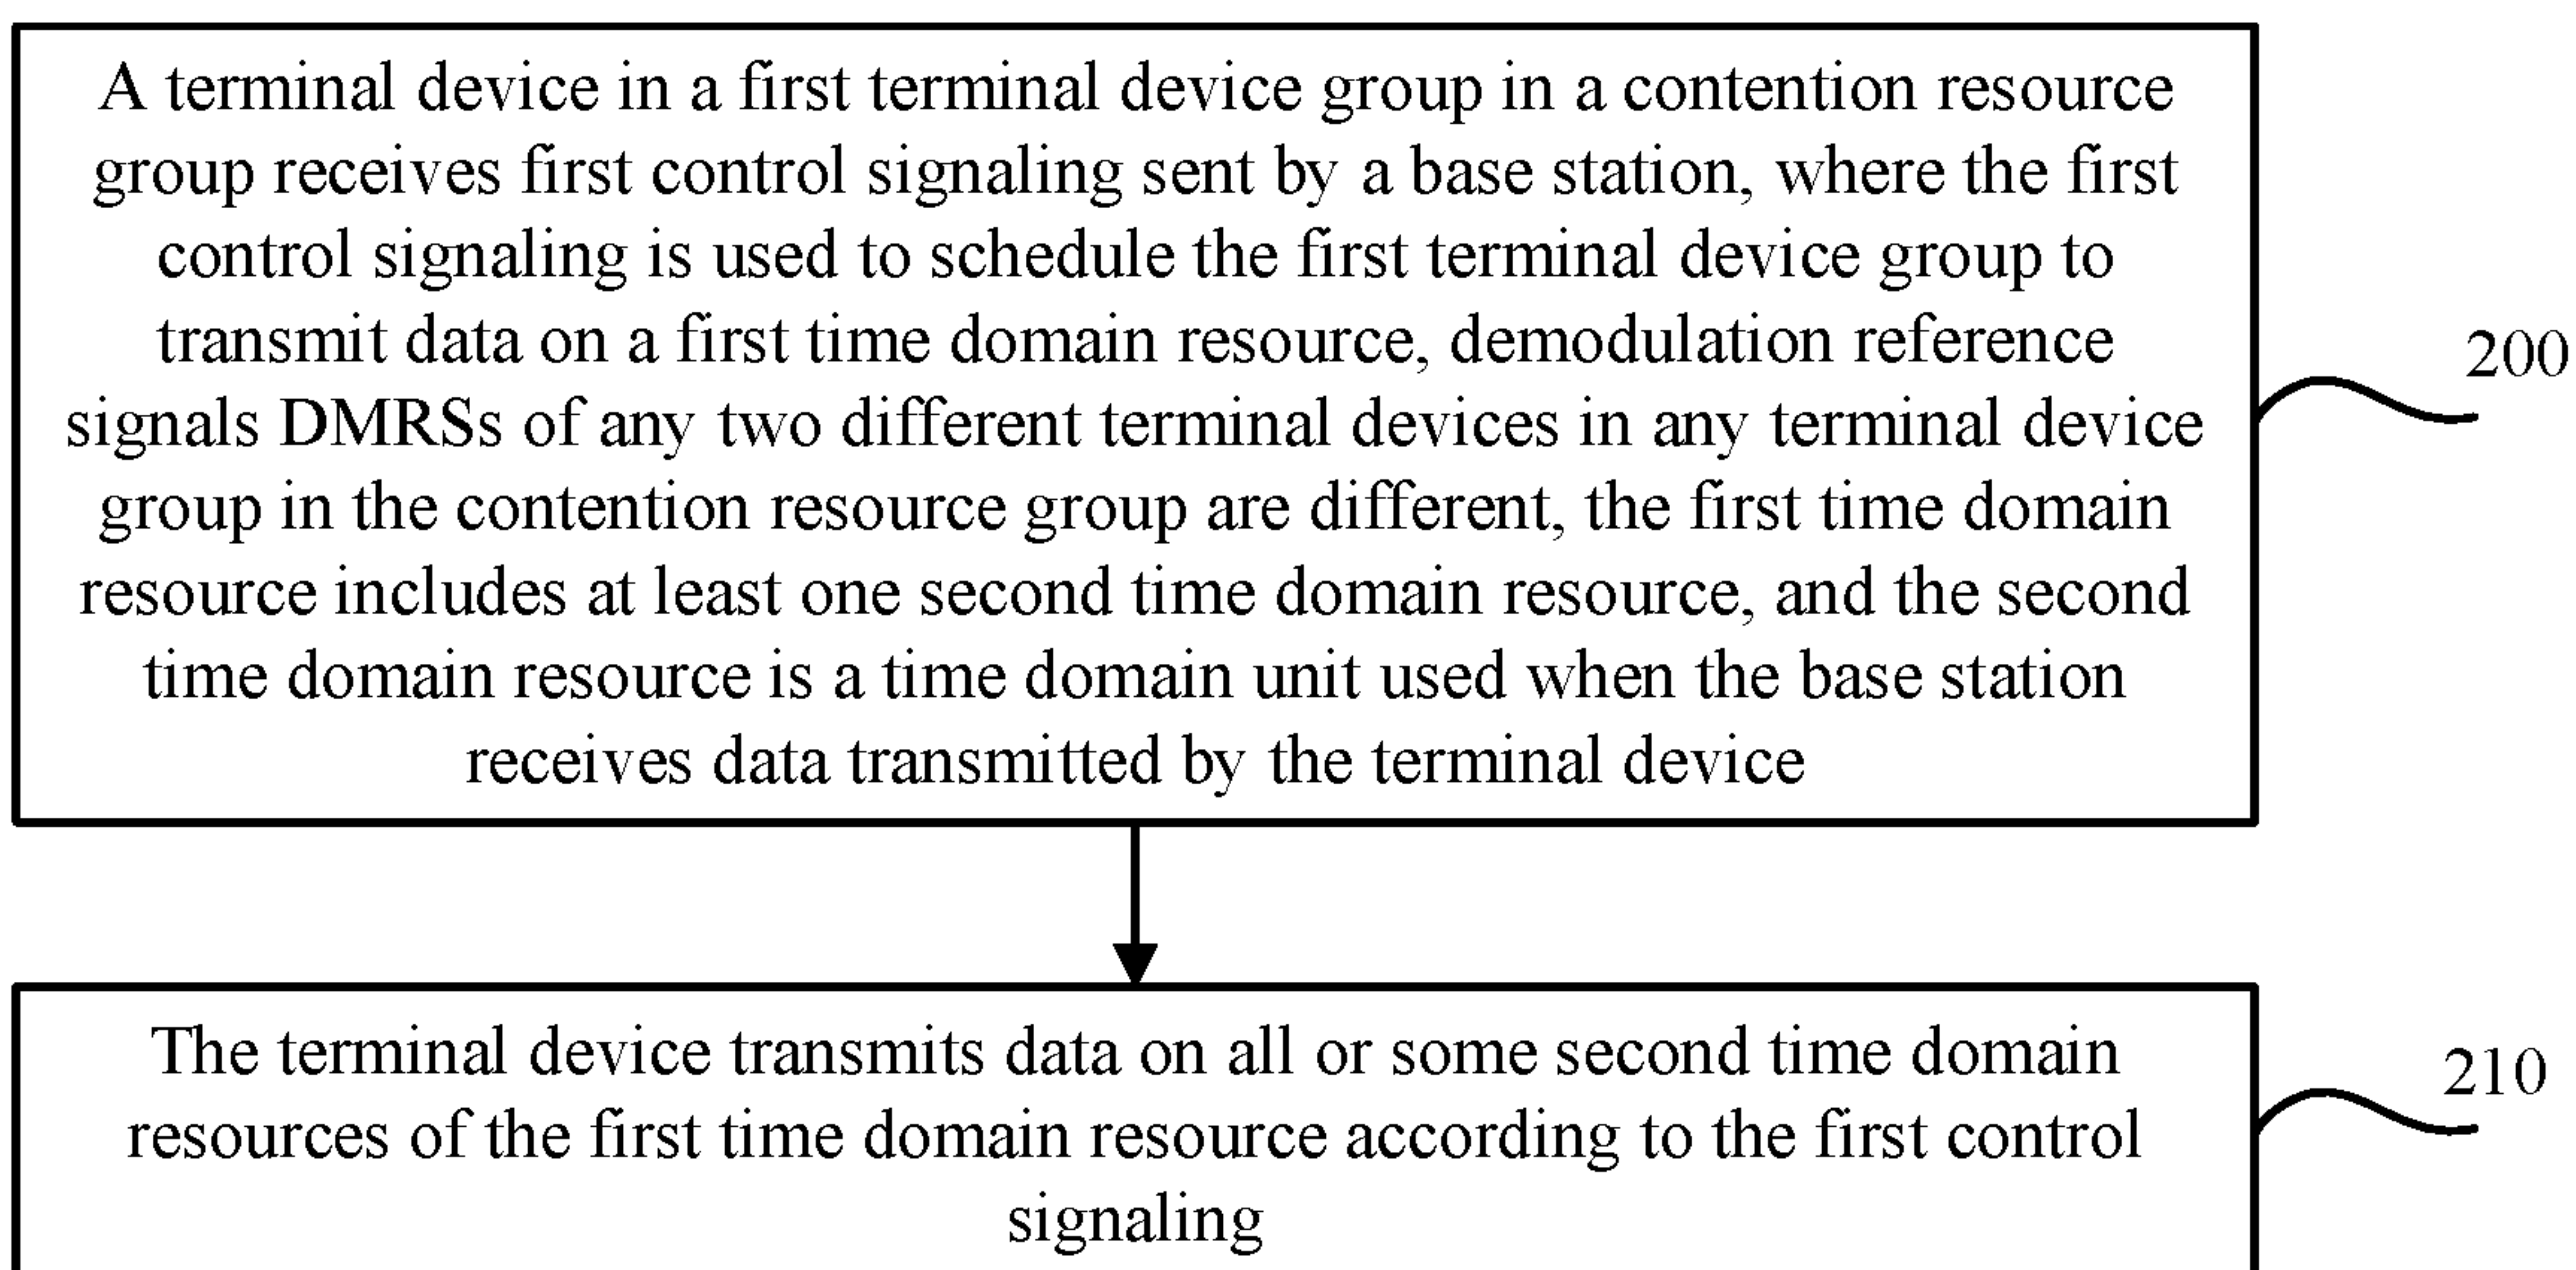 A terminal device in a first terminal device group in a contention resource
group receives first control signaling sent by a base station, where the first
control signaling is used to schedule the first terminal device group to
transmit data on a first time domain resource, demodulation reference
signals DMRSs of any two different terminal devices in any terminal device
group in the contention resource group are different, the first time domain
resource includes at least one second time domain resource, and the second
time domain resource is a time domain unit used when the base station
receives data transmitted by the terminal device
200
The terminal device transmits data on all or some second time domain
resources of the first time domain resource according to the first control
signaling
210